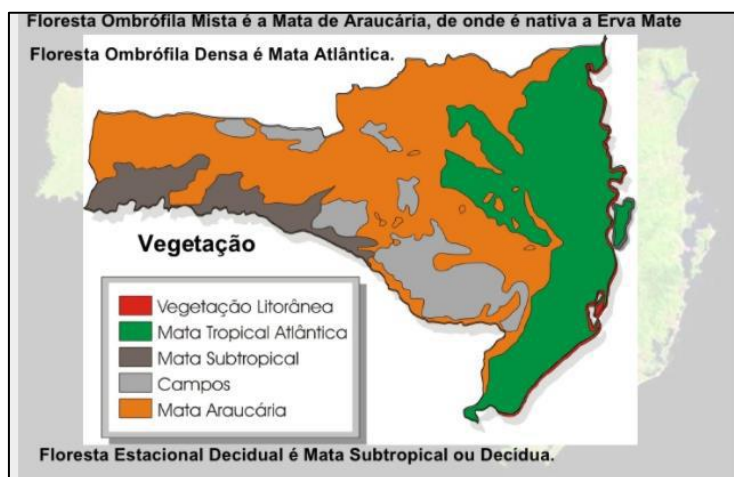 Floresta Ombrófila Mista é a Mata de Araucária, de onde é nativa a Erva Mate
Floresta Ombrófila Densa é Mata Atlântica.
Vegetação
Vegetação Litorânea
Mata Tropical Atlântica
Mata Subtropical
Campos
Mata Araucária
Floresta Estacional Decidual é Mata Subtropical ou Decídua.